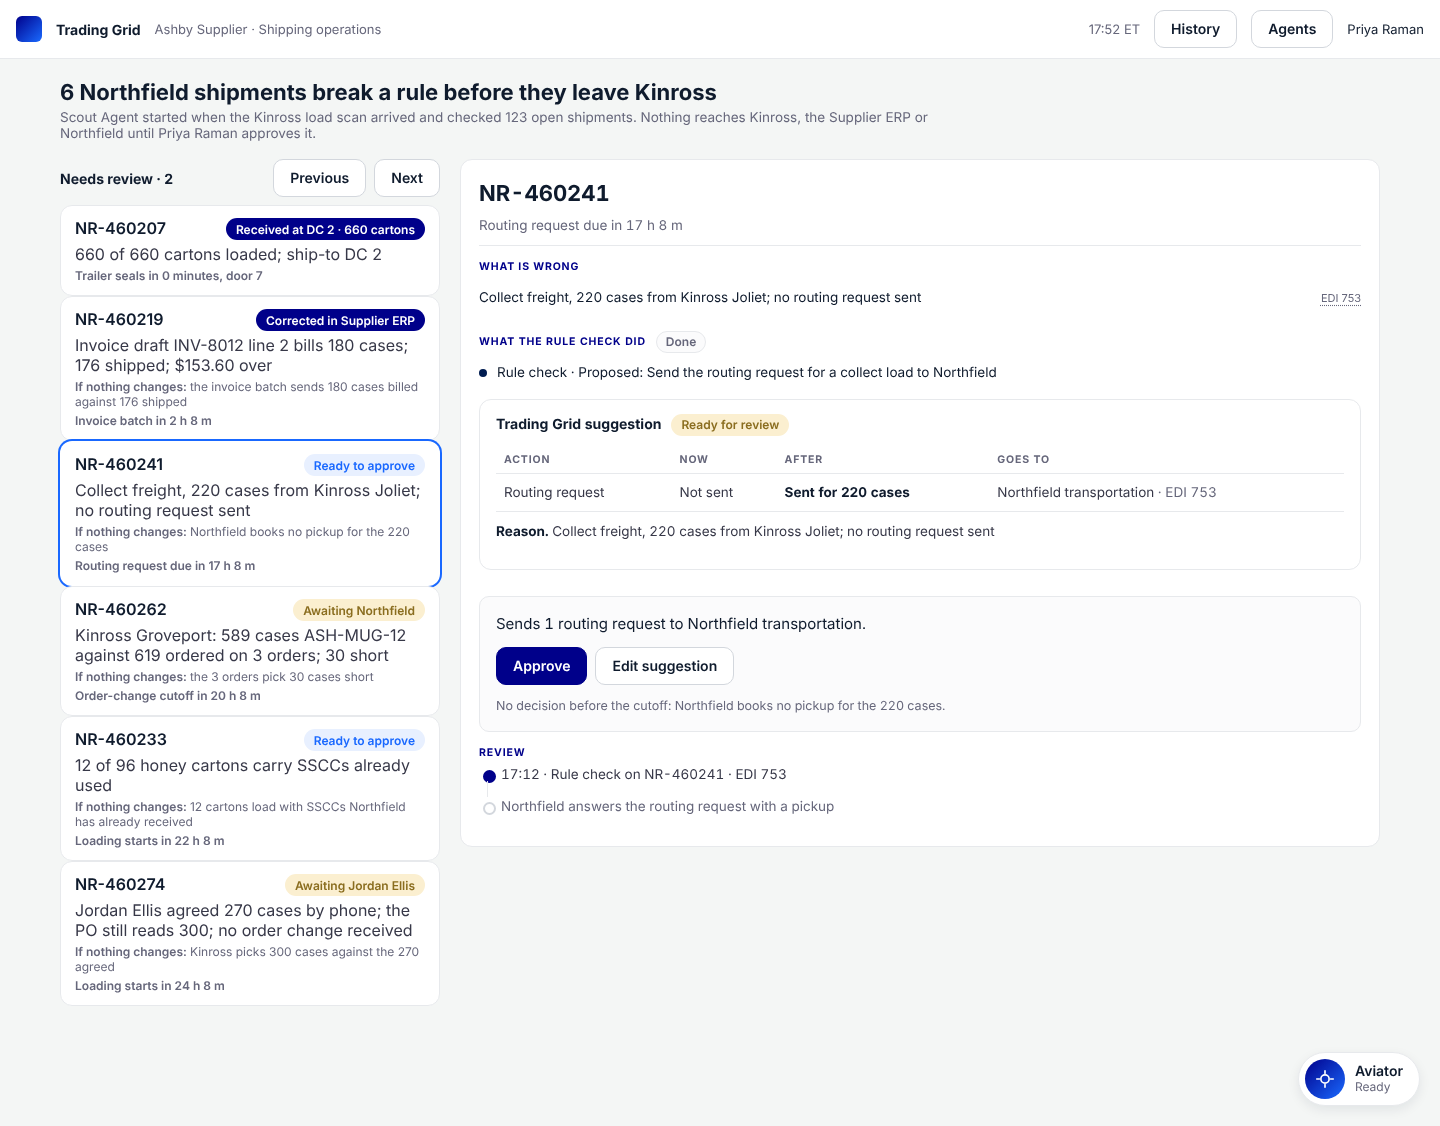 Trading Grid
Ashby Supplier · Shipping operations
17:52 ET
History
Agents
Priya Raman
6 Northfield shipments break a rule before they leave Kinross
Scout Agent started when the Kinross load scan arrived and checked 123 open shipments. Nothing reaches Kinross, the Supplier ERP or
Northfield until Priya Raman approves it.
Needs review · 2
Previous
Next
NR-460207
Received at DC 2 · 660 cartons
660 of 660 cartons loaded; ship-to DC 2
Trailer seals in 0 minutes, door 7
NR-460219
Corrected in Supplier ERP
Invoice draft INV-8012 line 2 bills 180 cases;
176 shipped; $153.60 over
If nothing changes: the invoice batch sends 180 cases billed
against 176 shipped
Invoice batch in 2 h 8 m
NR-460241
Ready to approve
Collect freight, 220 cases from Kinross Joliet;
no routing request sent
If nothing changes: Northfield books no pickup for the 220
cases
Routing request due in 17 h 8 m
NR-460262
Awaiting Northfield
Kinross Groveport: 589 cases ASH-MUG-12
against 619 ordered on 3 orders; 30 short
If nothing changes: the 3 orders pick 30 cases short
Order-change cutoff in 20 h 8 m
NR-460233
Ready to approve
12 of 96 honey cartons carry SSCCs already
used
If nothing changes: 12 cartons load with SSCCs Northfield
has already received
Loading starts in 22 h 8 m
NR-460274
Awaiting Jordan Ellis
Jordan Ellis agreed 270 cases by phone; the
PO still reads 300; no order change received
If nothing changes: Kinross picks 300 cases against the 270
agreed
Loading starts in 24 h 8 m
NR-460241
Routing request due in 17 h 8 m
WHAT IS WRONG
Collect freight, 220 cases from Kinross Joliet; no routing request sent
EDI 753
WHAT THE RULE CHECK DID
Done
Rule check · Proposed: Send the routing request for a collect load to Northfield
Trading Grid suggestion
Ready for review
ACTION NOW AFTER GOES TO
Routing request Not sent Sent for 220 cases Northfield transportation · EDI 753
Reason. Collect freight, 220 cases from Kinross Joliet; no routing request sent
Sends 1 routing request to Northfield transportation.
Approve
Edit suggestion
No decision before the cutoff: Northfield books no pickup for the 220 cases.
REVIEW
17:12 · Rule check on NR-460241 · EDI 753
Northfield answers the routing request with a pickup
Aviator
Ready